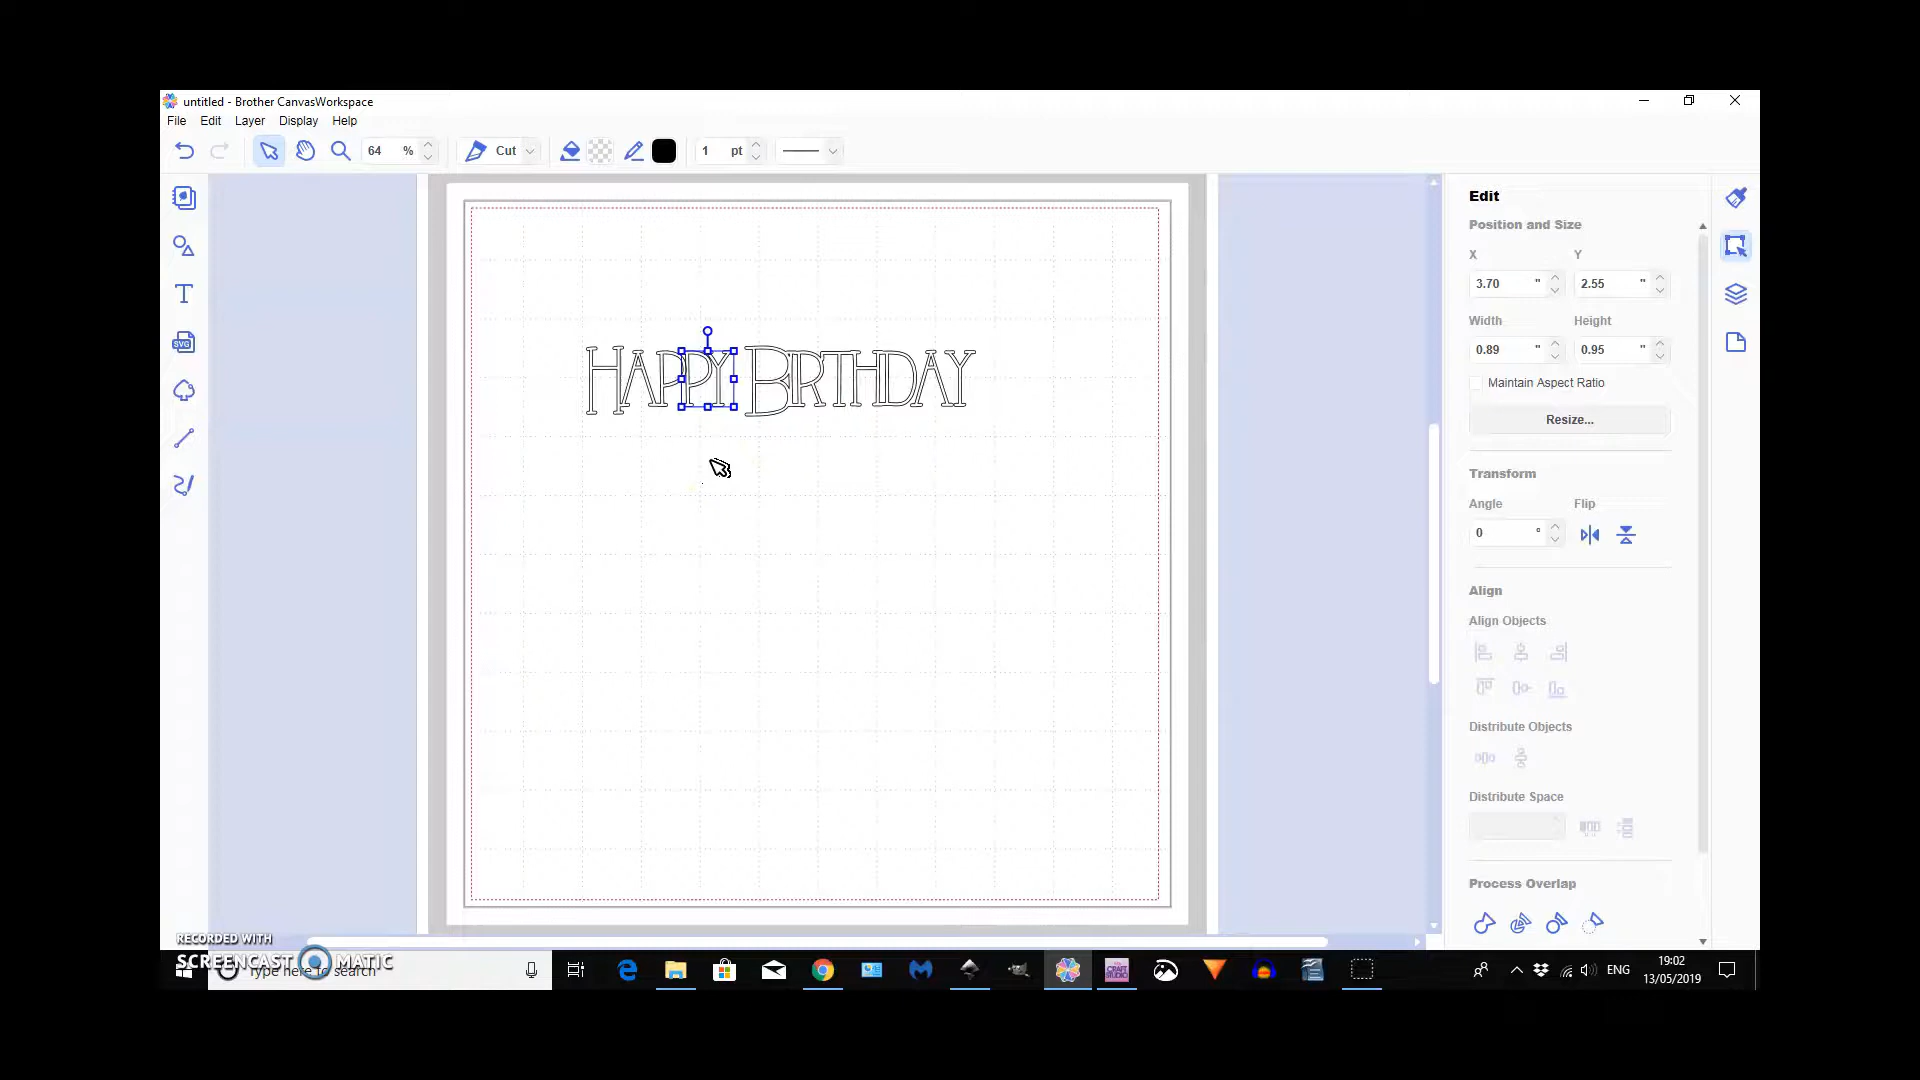 untitled - Brother CanvasWorkspace
File Edit Layer Display Help
64 % Cut 1 pt
Edit
Position and Size
X Y
3.70 " 2.55 "
Width Height
0.89 " 0.95 "
Maintain Aspect Ratio
Resize...
Transform
Angle Flip
0 °
Align
Align Objects
Distribute Objects
Distribute Space
Process Overlap
SVG
HAPPY BIRTHDAY
RECORDED WITH
SCREENCAST MATIC
Type here to search
CRAFT
STUDIO
ENG
19:02
13/05/2019